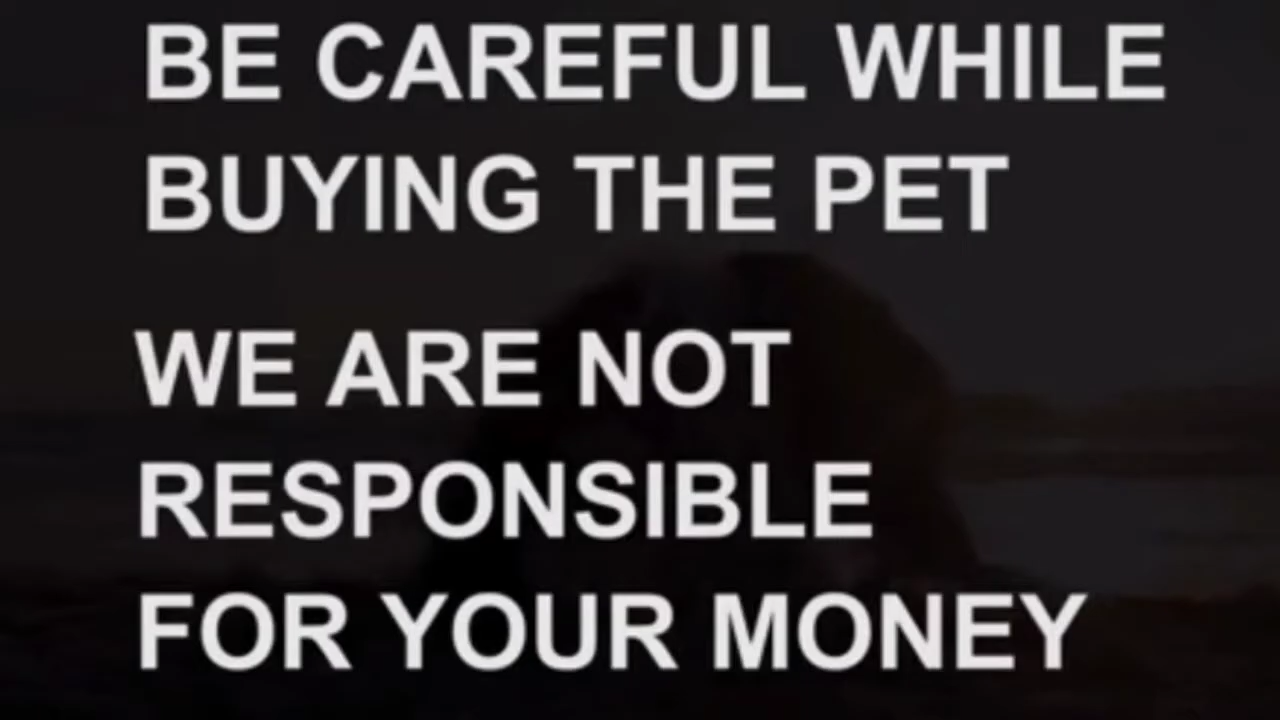 BE CAREFUL WHILE
BUYING THE PET
WE ARE NOT
RESPONSIBLE
FOR YOUR MONEY